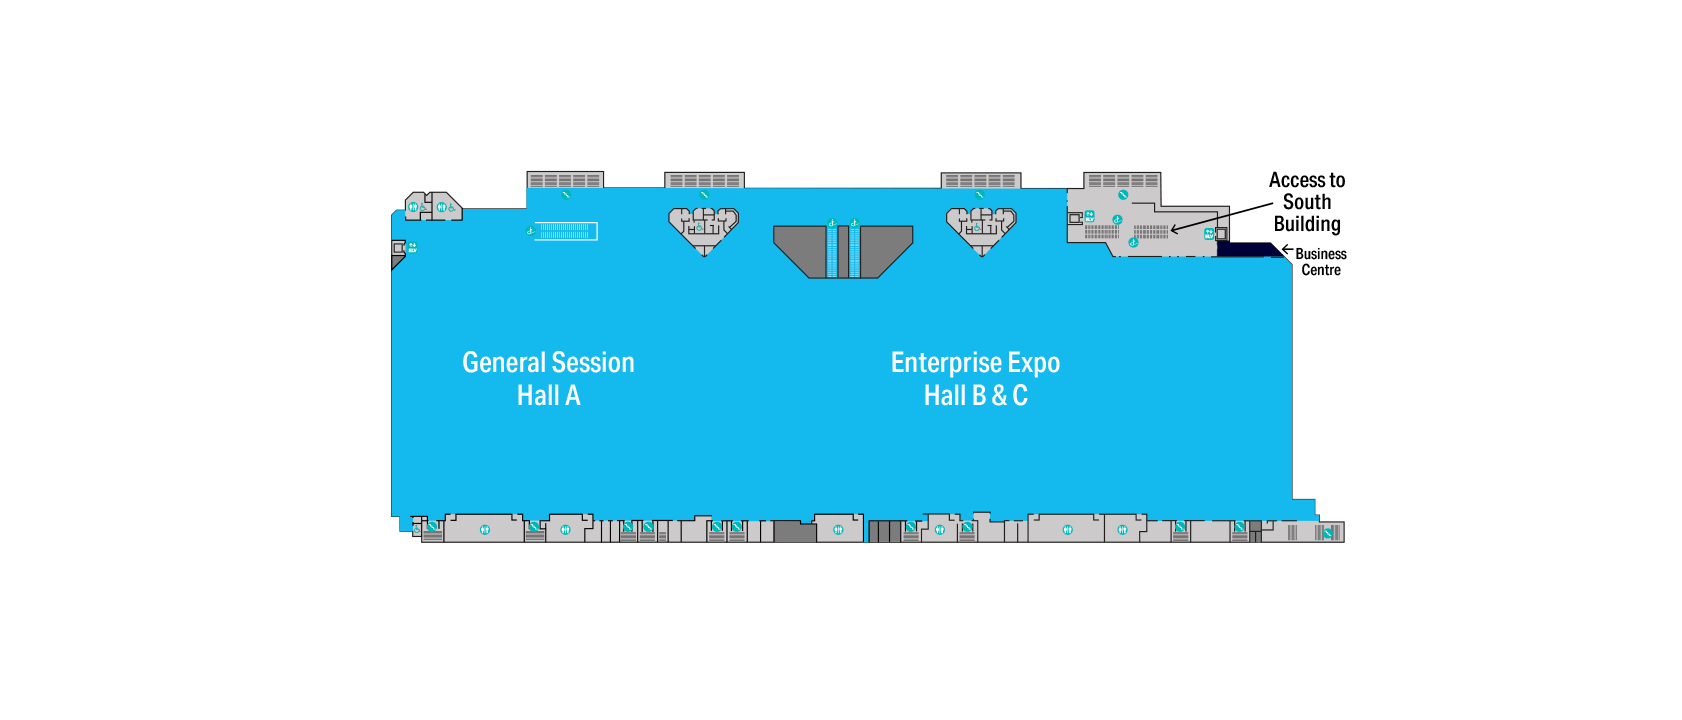 Access to
South
Building
Business
Centre
General Session
Hall A
Enterprise Expo
Hall B & C